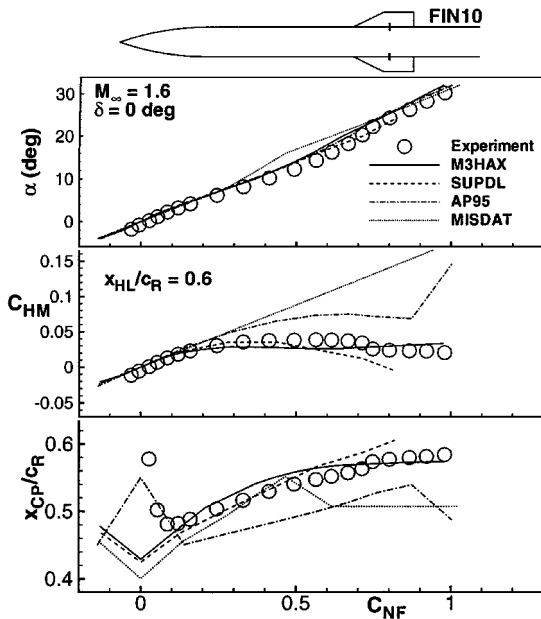 FIN10
M∞ = 1.6
δ = 0 deg
30
20
10
0
α (deg)
Experiment
M3HAX
SUPDL
AP95
MISDAT
x_HL/c_R = 0.6
C_HM
0.15
0.10
0.05
0
-0.05
x_CP/c_R
0.6
0.5
0.4
0
0.5
1
C_NF